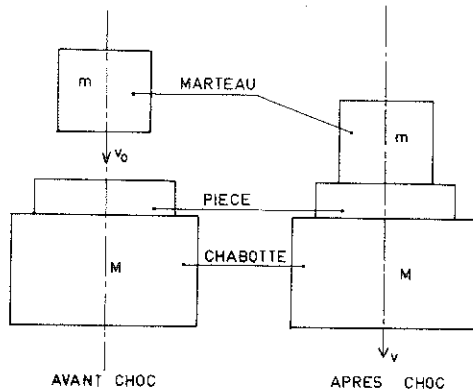 m
MARTEAU
m
v₀
PIECE
M
CHABOTTE
M
v
AVANT CHOC
APRES CHOC